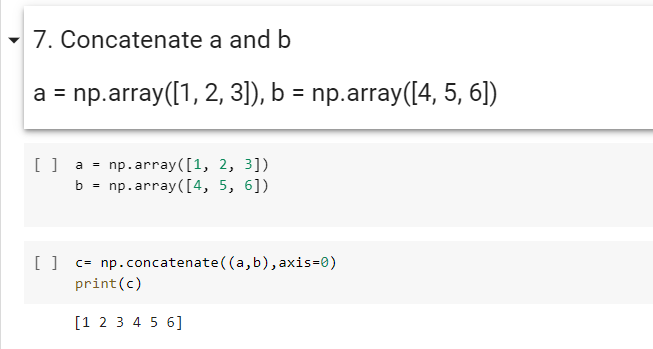 7. Concatenate a and b
a = np.array([1, 2, 3]), b = np.array([4, 5, 6])
[ ] a = np.array([1, 2, 3])
b = np.array([4, 5, 6])
[ ] c= np.concatenate((a,b),axis=0)
print(c)
[1 2 3 4 5 6]